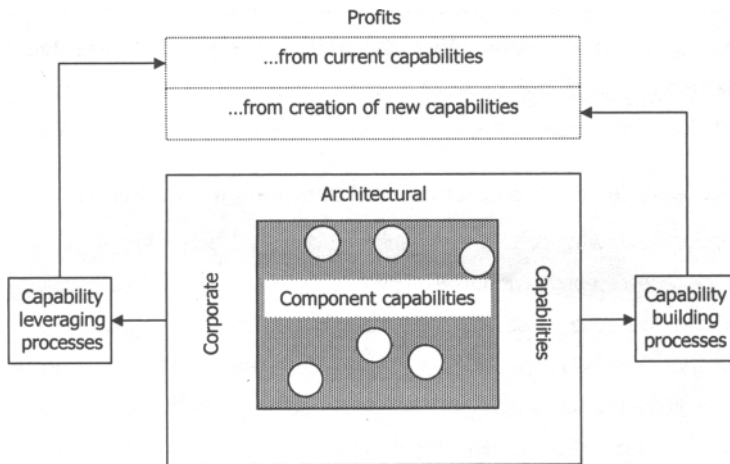 Profits
...from current capabilities
...from creation of new capabilities
Architectural
Corporate
Component capabilities
Capabilities
Capability
leveraging
processes
Capability
building
processes